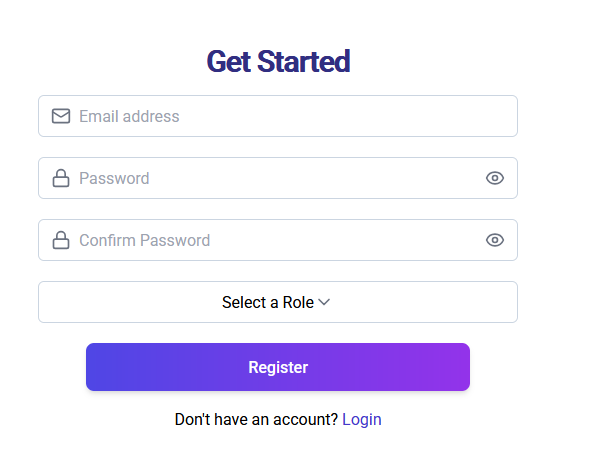 Get Started
Email address
Password
Confirm Password
Select a Role
Register
Don't have an account? Login